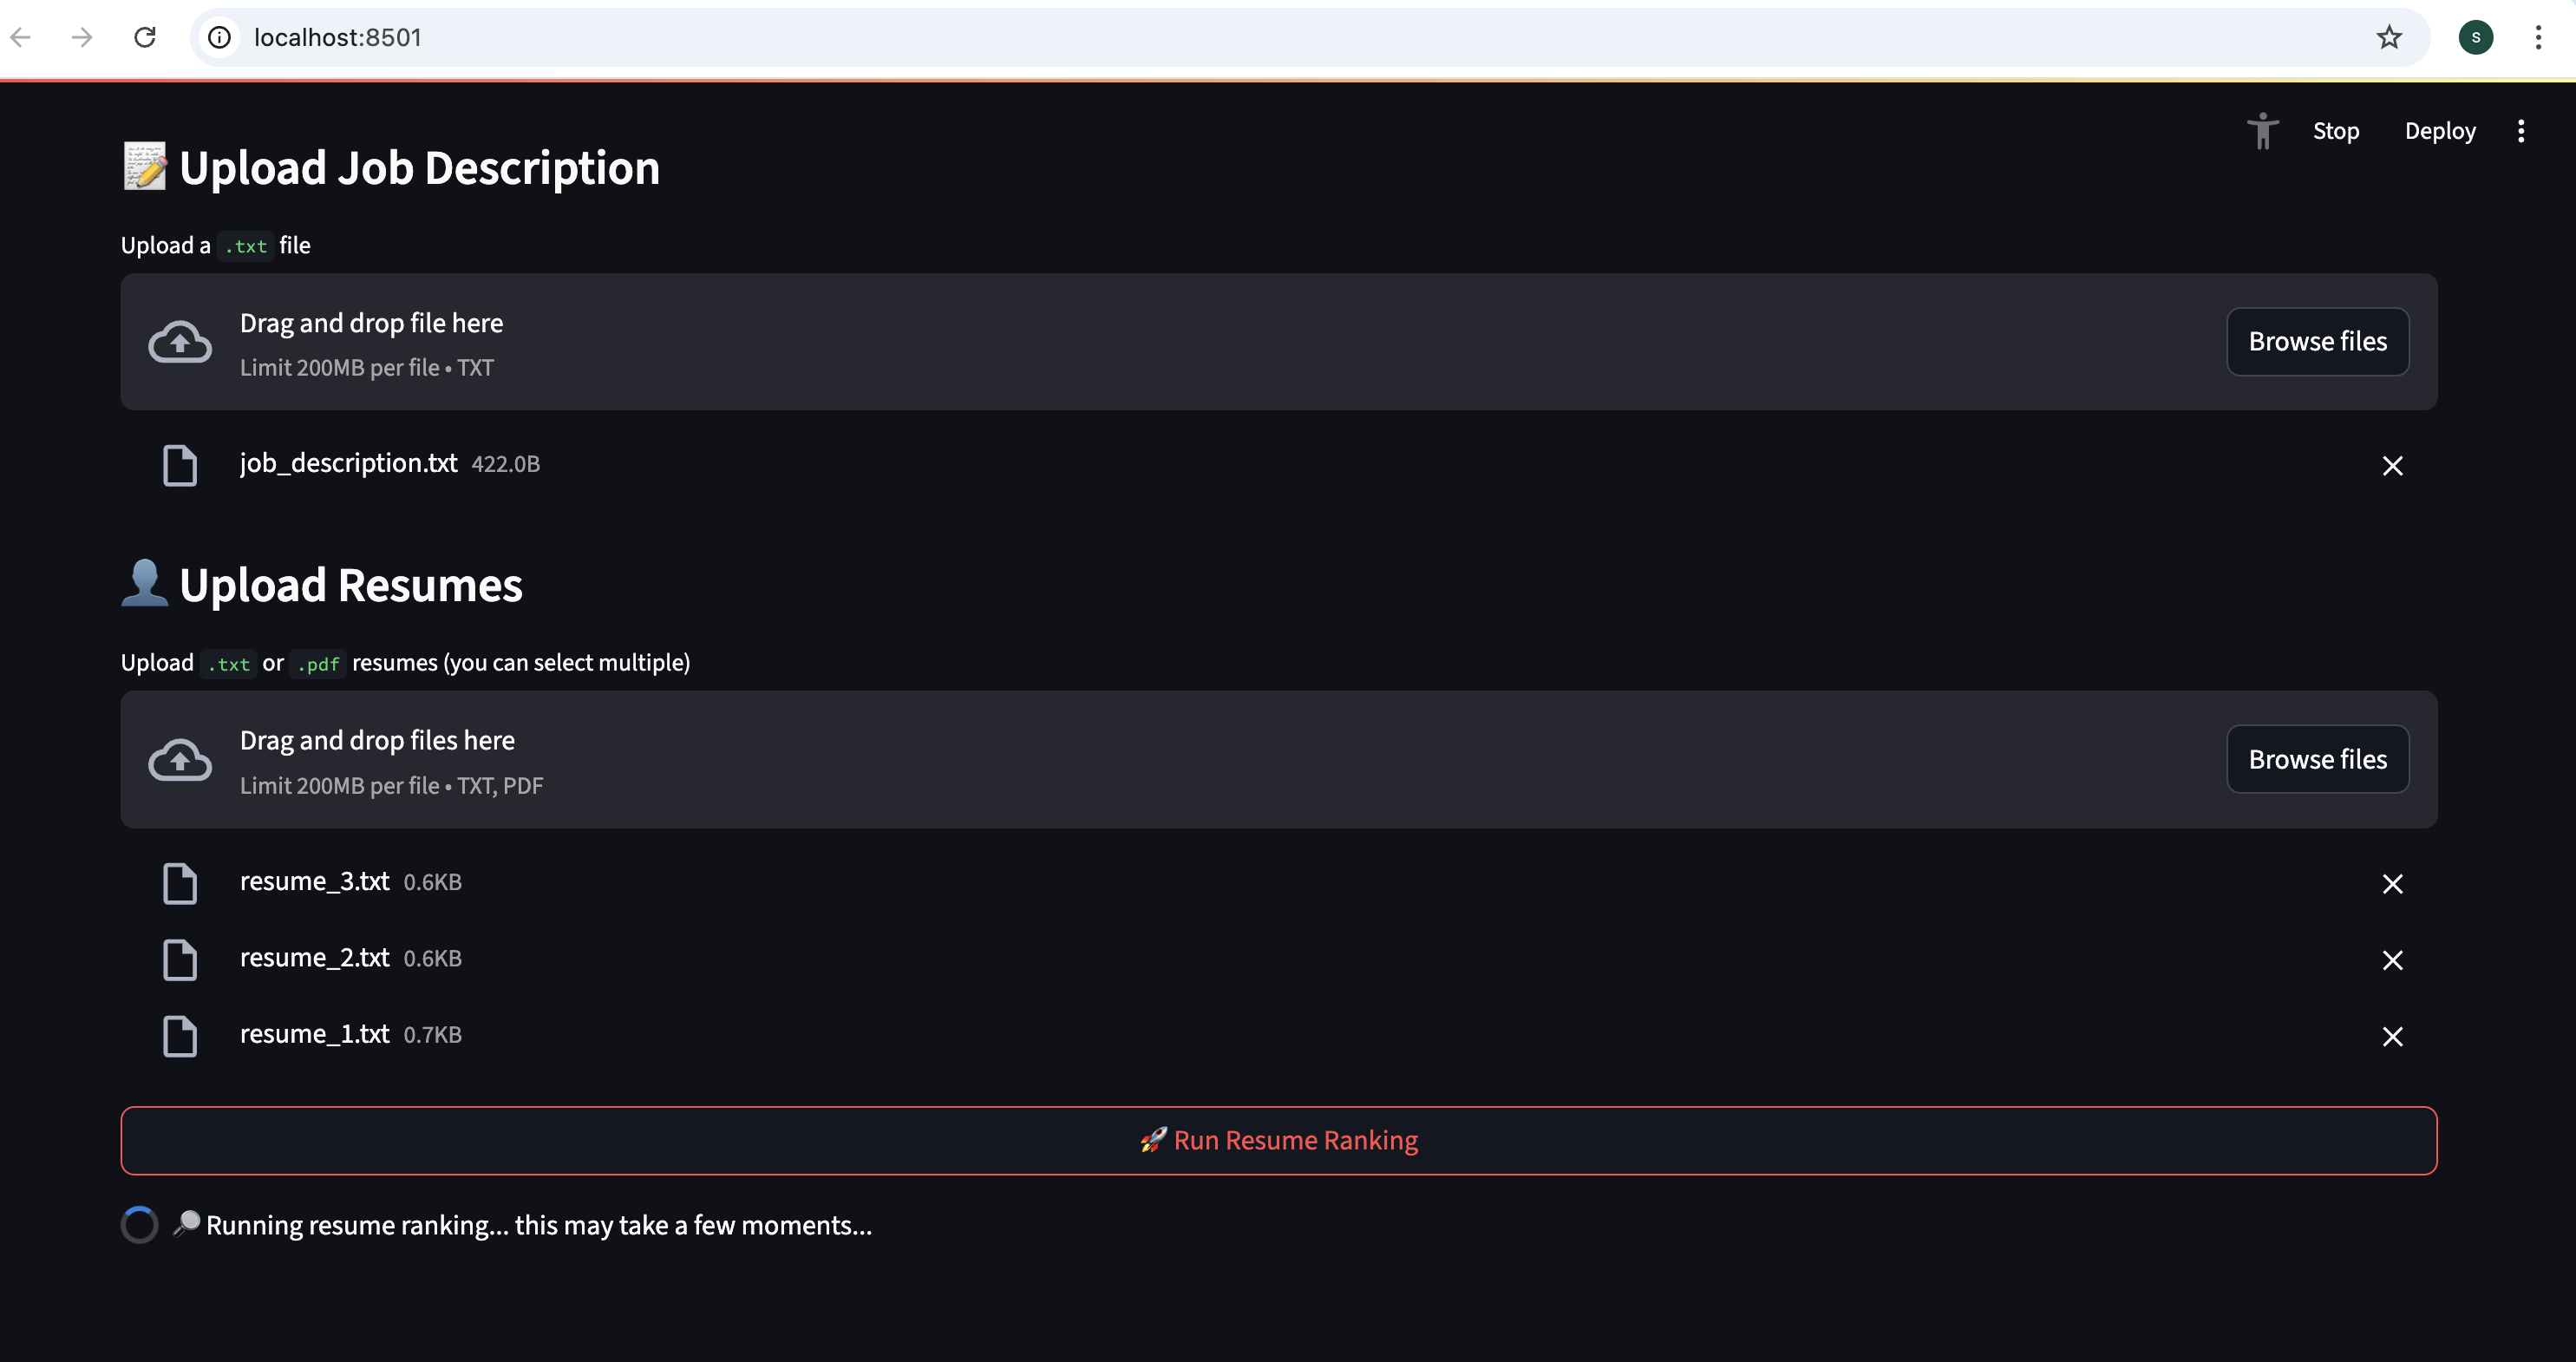 localhost:8501
S
Stop Deploy
📝 Upload Job Description
Upload a .txt file
Drag and drop file here
Limit 200MB per file • TXT
Browse files
job_description.txt 422.0B
👤 Upload Resumes
Upload .txt or .pdf resumes (you can select multiple)
Drag and drop files here
Limit 200MB per file • TXT, PDF
Browse files
resume_3.txt 0.6KB
resume_2.txt 0.6KB
resume_1.txt 0.7KB
🚀 Run Resume Ranking
🔎 Running resume ranking... this may take a few moments...